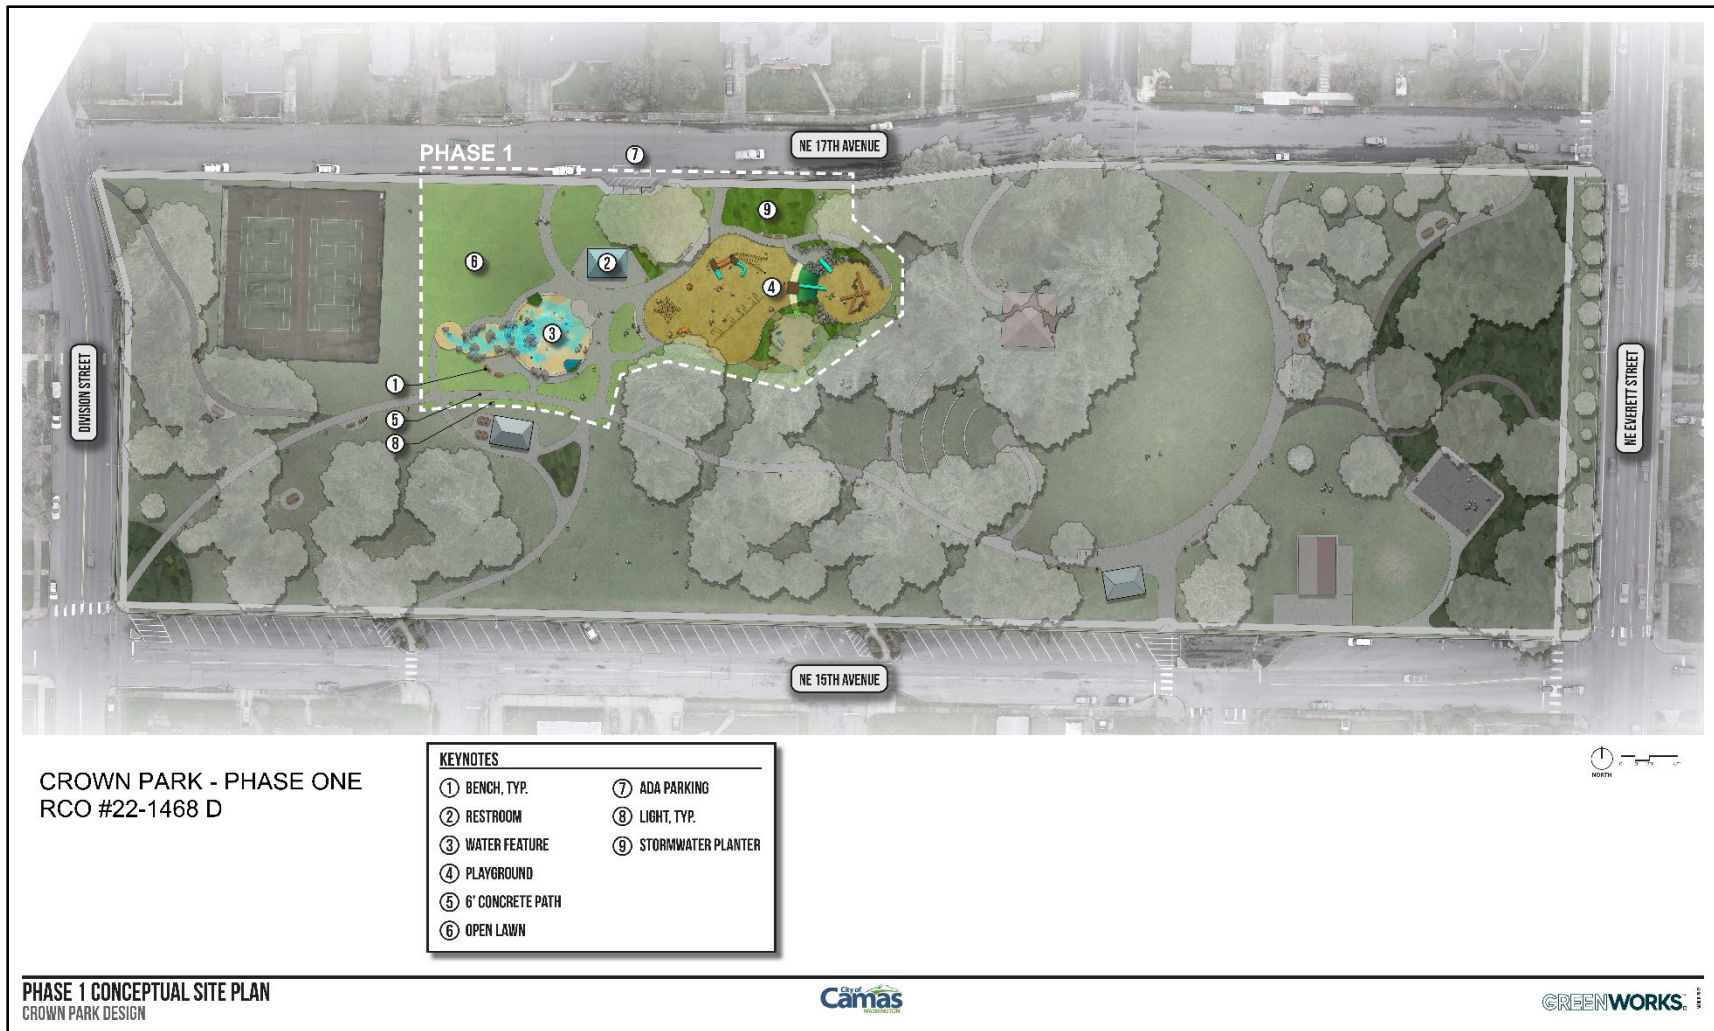 PHASE 1
7
NE 17TH AVENUE
9
2
6
4
3
1
5
8
DIVISION STREET
NE EVERETT STREET
NE 15TH AVENUE
CROWN PARK - PHASE ONE
RCO #22-1468 D
KEYNOTES
1 BENCH, TYP.
2 RESTROOM
3 WATER FEATURE
4 PLAYGROUND
5 6' CONCRETE PATH
6 OPEN LAWN
7 ADA PARKING
8 LIGHT, TYP.
9 STORMWATER PLANTER
NORTH
PHASE 1 CONCEPTUAL SITE PLAN
CROWN PARK DESIGN
City of
Camas
WASHINGTON
GREENWORKS